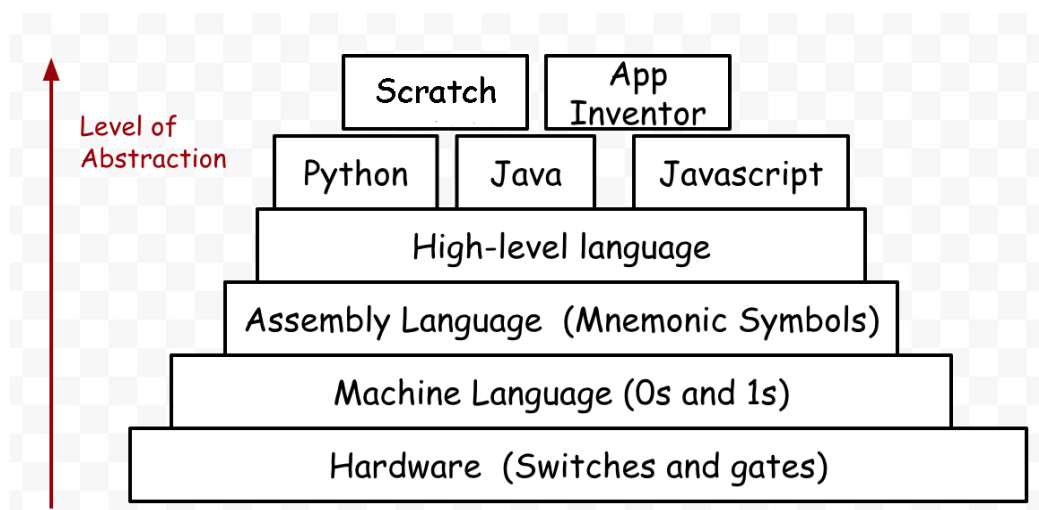 Scratch
App
Inventor
Level of
Abstraction
Python
Java
Javascript
High-level language
Assembly Language (Mnemonic Symbols)
Machine Language (0s and 1s)
Hardware (Switches and gates)